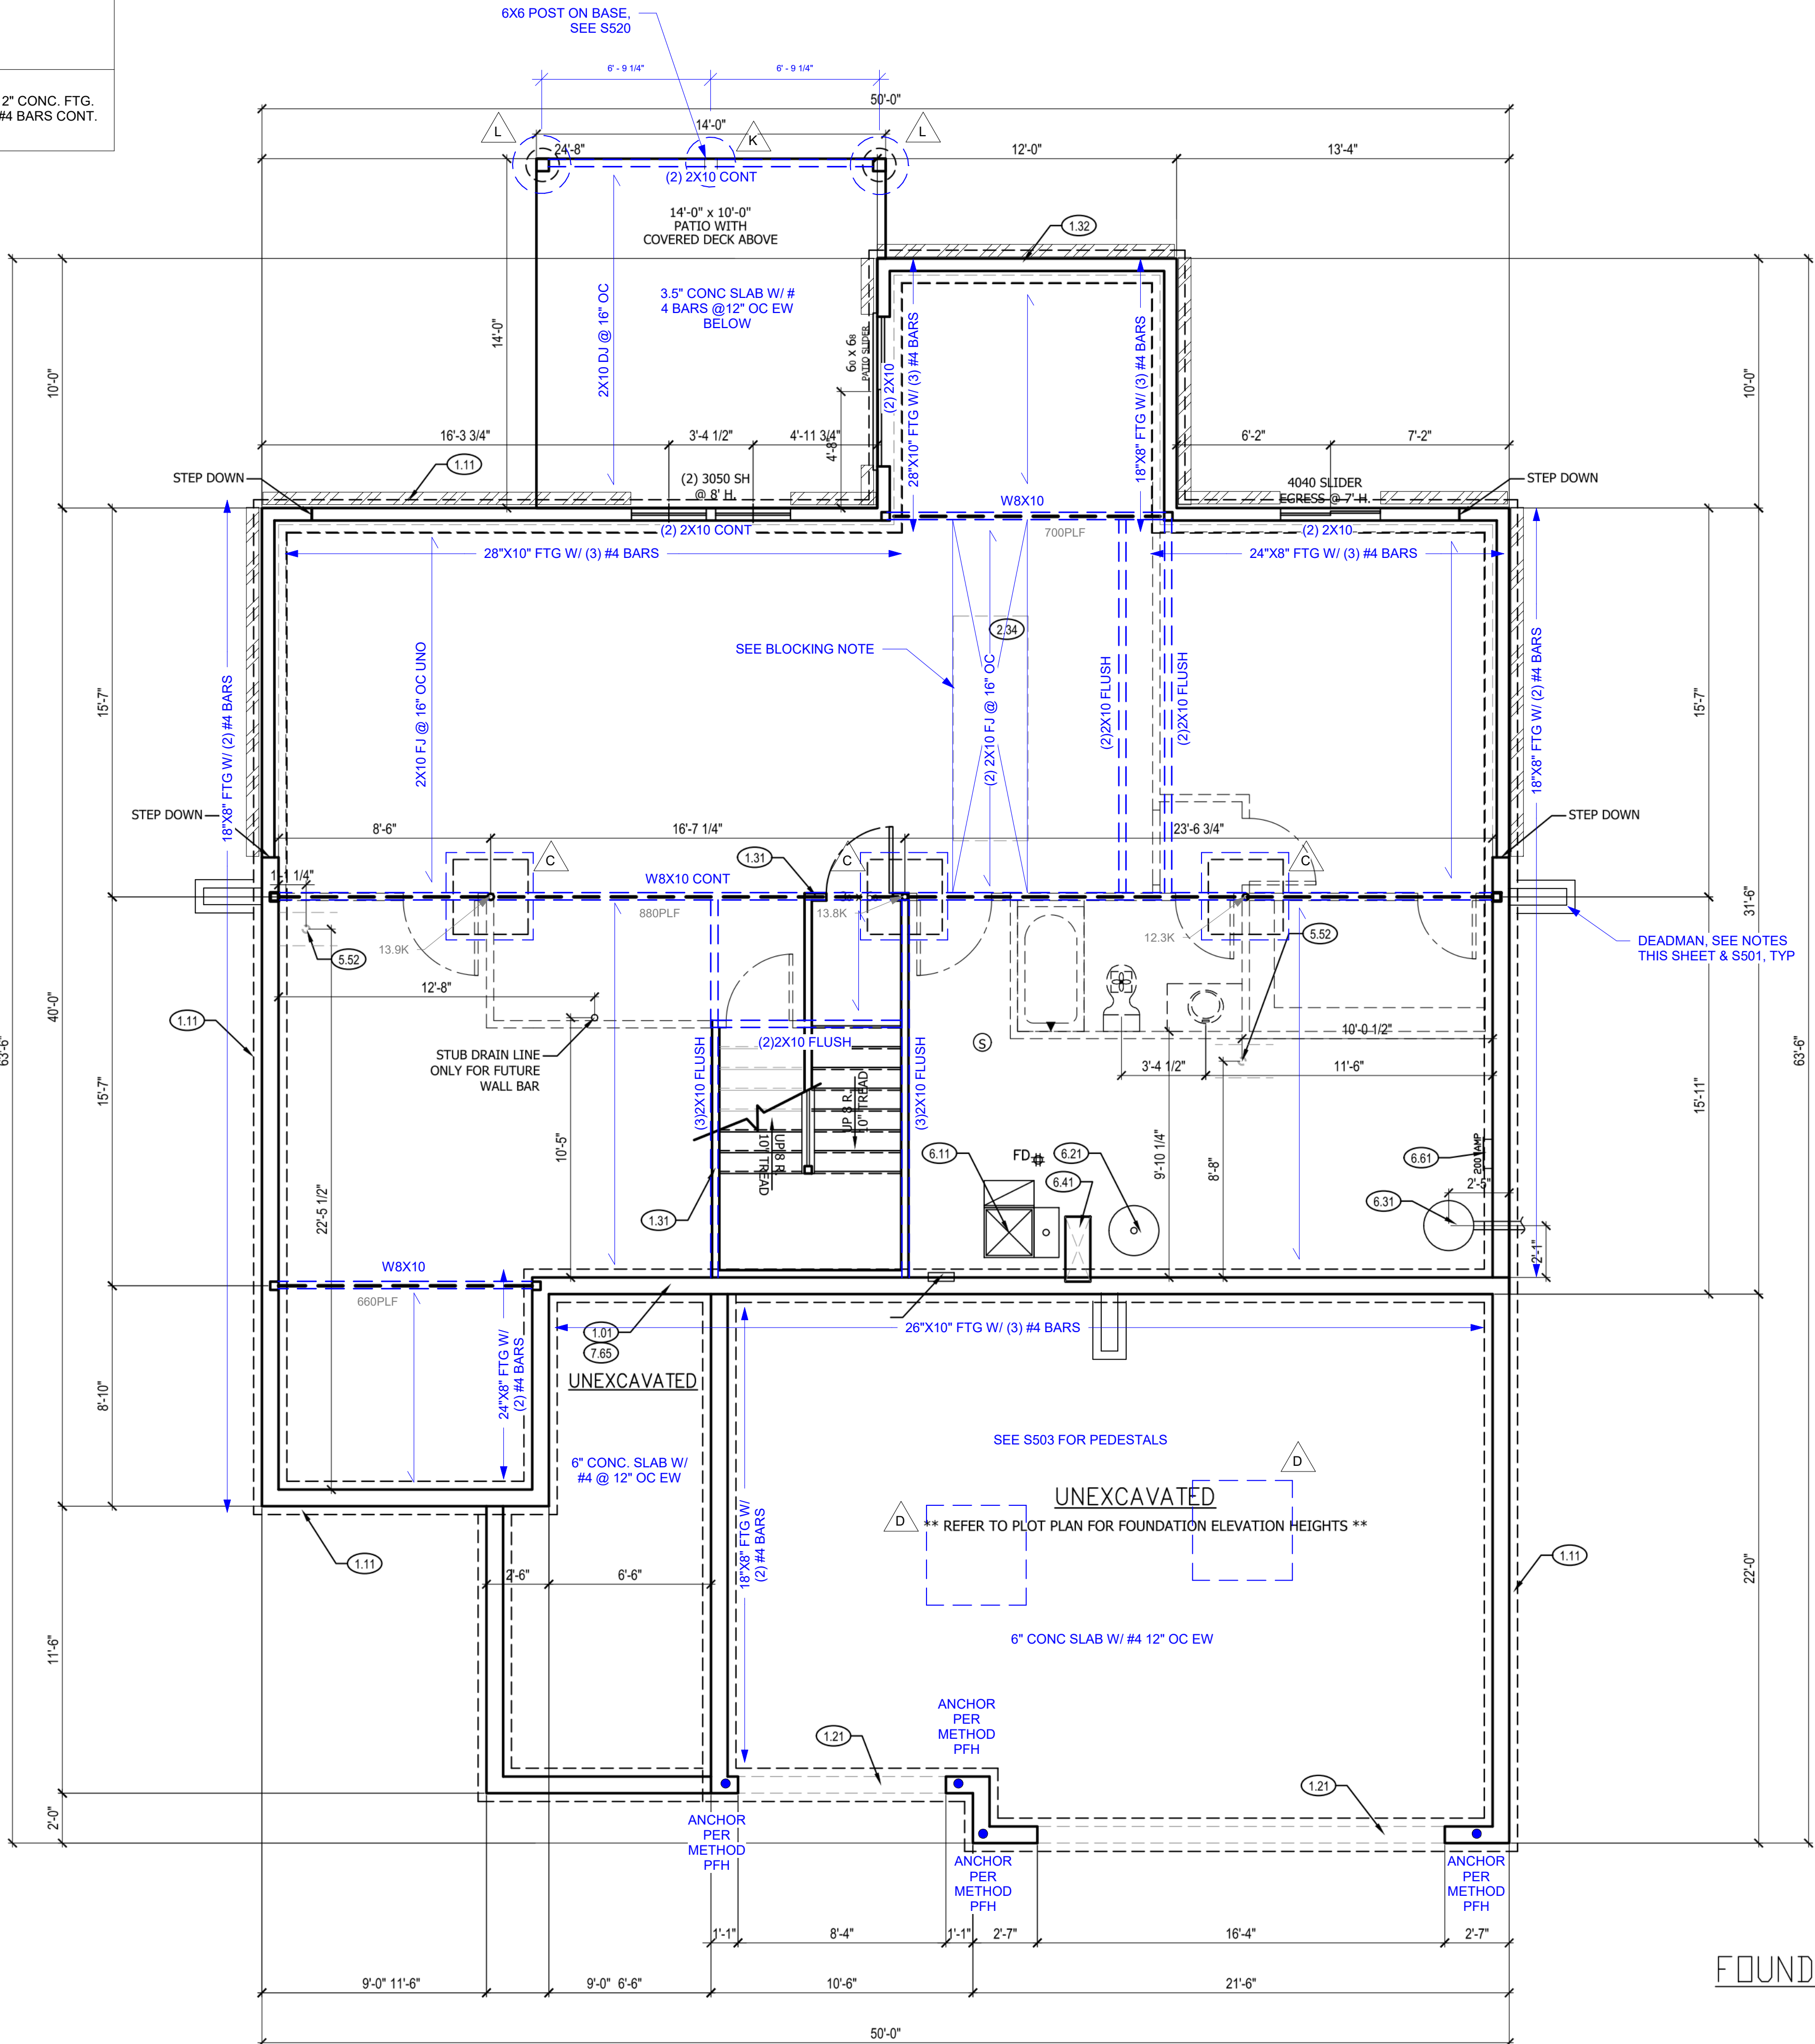 6X6 POST ON BASE,
SEE S520
2" CONC. FTG.
#4 BARS CONT.
6' - 9 1/4"
6' - 9 1/4"
50'-0"
14'-0"
L
K
L
24'-8"
12'-0"
13'-4"
(2) 2X10 CONT
14'-0" x 10'-0"
PATIO WITH
COVERED DECK ABOVE
1.32
3.5" CONC SLAB W/ #
4 BARS @12" OC EW
BELOW
2X10 DJ @ 16" OC
14'-0"
60 x 68
PATIO SLIDER
(2) 2X10
28"X10" FTG W/ (3) #4 BARS
18"X8" FTG W/ (3) #4 BARS
10'-0"
10'-0"
16'-3 3/4"
3'-4 1/2"
4'-11 3/4"
4'-8"
6'-2"
7'-2"
STEP DOWN
1.11
(2) 3050 SH
@ 8' H.
4040 SLIDER
EGRESS @ 7' H.
STEP DOWN
W8X10
700PLF
(2) 2X10 CONT
(2) 2X10
28"X10" FTG W/ (3) #4 BARS
24"X8" FTG W/ (3) #4 BARS
2.34
SEE BLOCKING NOTE
18"X8" FTG W/ (2) #4 BARS
2X10 FJ @ 16" OC UNO
(2) 2X10 FJ @ 16" OC
(2)2X10 FLUSH
(2)2X10 FLUSH
18"X8" FTG W/ (2) #4 BARS
15'-7"
15'-7"
STEP DOWN
STEP DOWN
8'-6"
16'-7 1/4"
23'-6 3/4"
C
1.31
C
C
1'-1 1/4"
W8X10 CONT
880PLF
13.8K
13.9K
12.3K
5.52
5.52
31'-6"
DEADMAN, SEE NOTES
THIS SHEET & S501, TYP
12'-8"
40'-0"
1.11
63'-6"
63'-6"
STUB DRAIN LINE
ONLY FOR FUTURE
WALL BAR
(2)2X10 FLUSH
S
10'-0 1/2"
3'-4 1/2"
11'-6"
(3)2X10 FLUSH
(3)2X10 FLUSH
UP 8 R.
10" TREAD
UP 8 R.
10" TREAD
15'-7"
10'-5"
22'-5 1/2"
15'-11"
6.11
FD
6.21
6.41
9'-10 1/4"
8'-8"
200 AMP
6.61
2'-5"
6.31
2'-1"
1.31
W8X10
660PLF
24"X8" FTG W/
(2) #4 BARS
1.01
7.65
26"X10" FTG W/ (3) #4 BARS
UNEXCAVATED
8'-10"
SEE S503 FOR PEDESTALS
D
6" CONC. SLAB W/
#4 @ 12" OC EW
UNEXCAVATED
D
** REFER TO PLOT PLAN FOR FOUNDATION ELEVATION HEIGHTS **
18"X8" FTG W/
(2) #4 BARS
1.11
1.11
2'-6"
6'-6"
22'-0"
11'-6"
6" CONC SLAB W/ #4 12" OC EW
ANCHOR
PER
METHOD
PFH
1.21
1.21
2'-0"
ANCHOR
PER
METHOD
PFH
ANCHOR
PER
METHOD
PFH
ANCHOR
PER
METHOD
PFH
1'-1"
8'-4"
1'-1"
2'-7"
16'-4"
2'-7"
9'-0" 11'-6"
9'-0" 6'-6"
10'-6"
21'-6"
FOUND
50'-0"